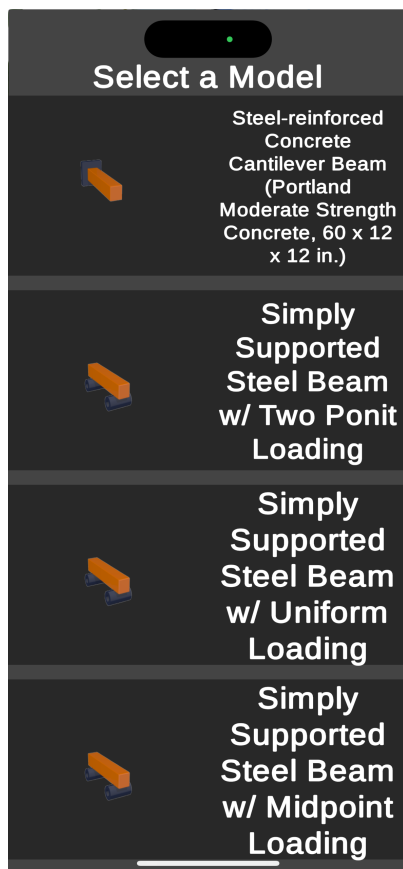 Select a Model
Steel-reinforced
Concrete
Cantilever Beam
(Portland
Moderate Strength
Concrete, 60 x 12
x 12 in.)
Simply
Supported
Steel Beam
w/ Two Ponit
Loading
Simply
Supported
Steel Beam
w/ Uniform
Loading
Simply
Supported
Steel Beam
w/ Midpoint
Loading